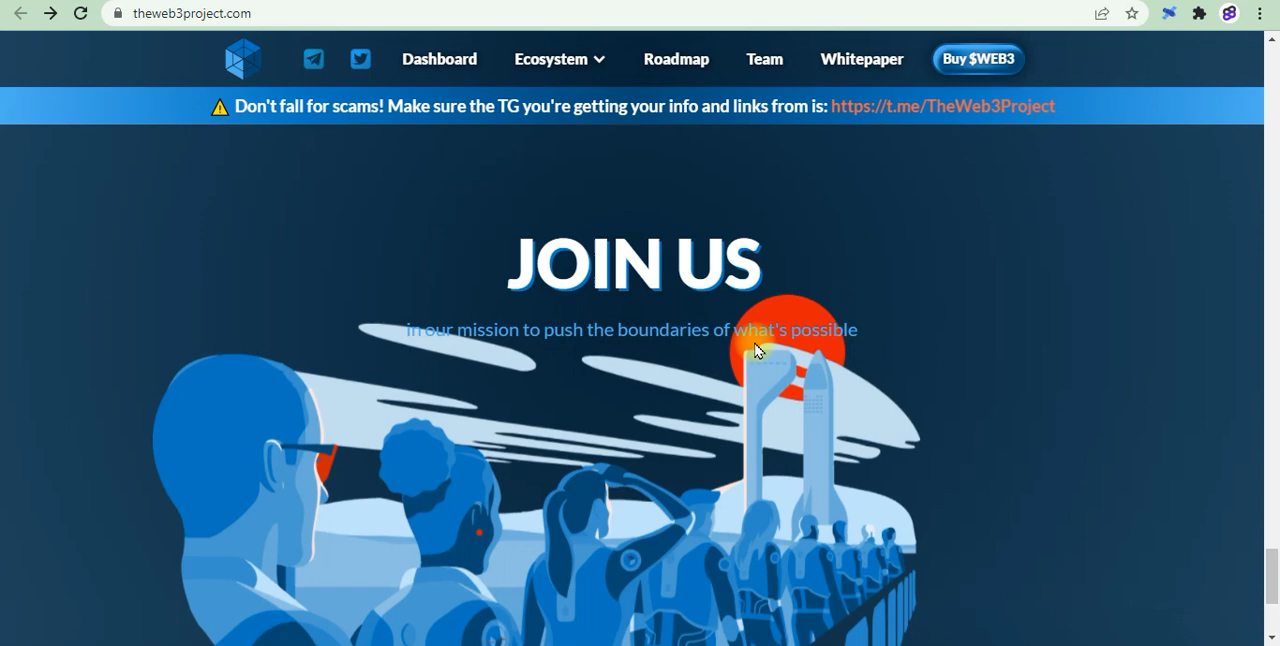 theweb3project.com
Dashboard Ecosystem Roadmap Team Whitepaper Buy $WEB3
Don't fall for scams! Make sure the TG you're getting your info and links from is: https://t.me/TheWeb3Project
JOIN US
in our mission to push the boundaries of what's possible